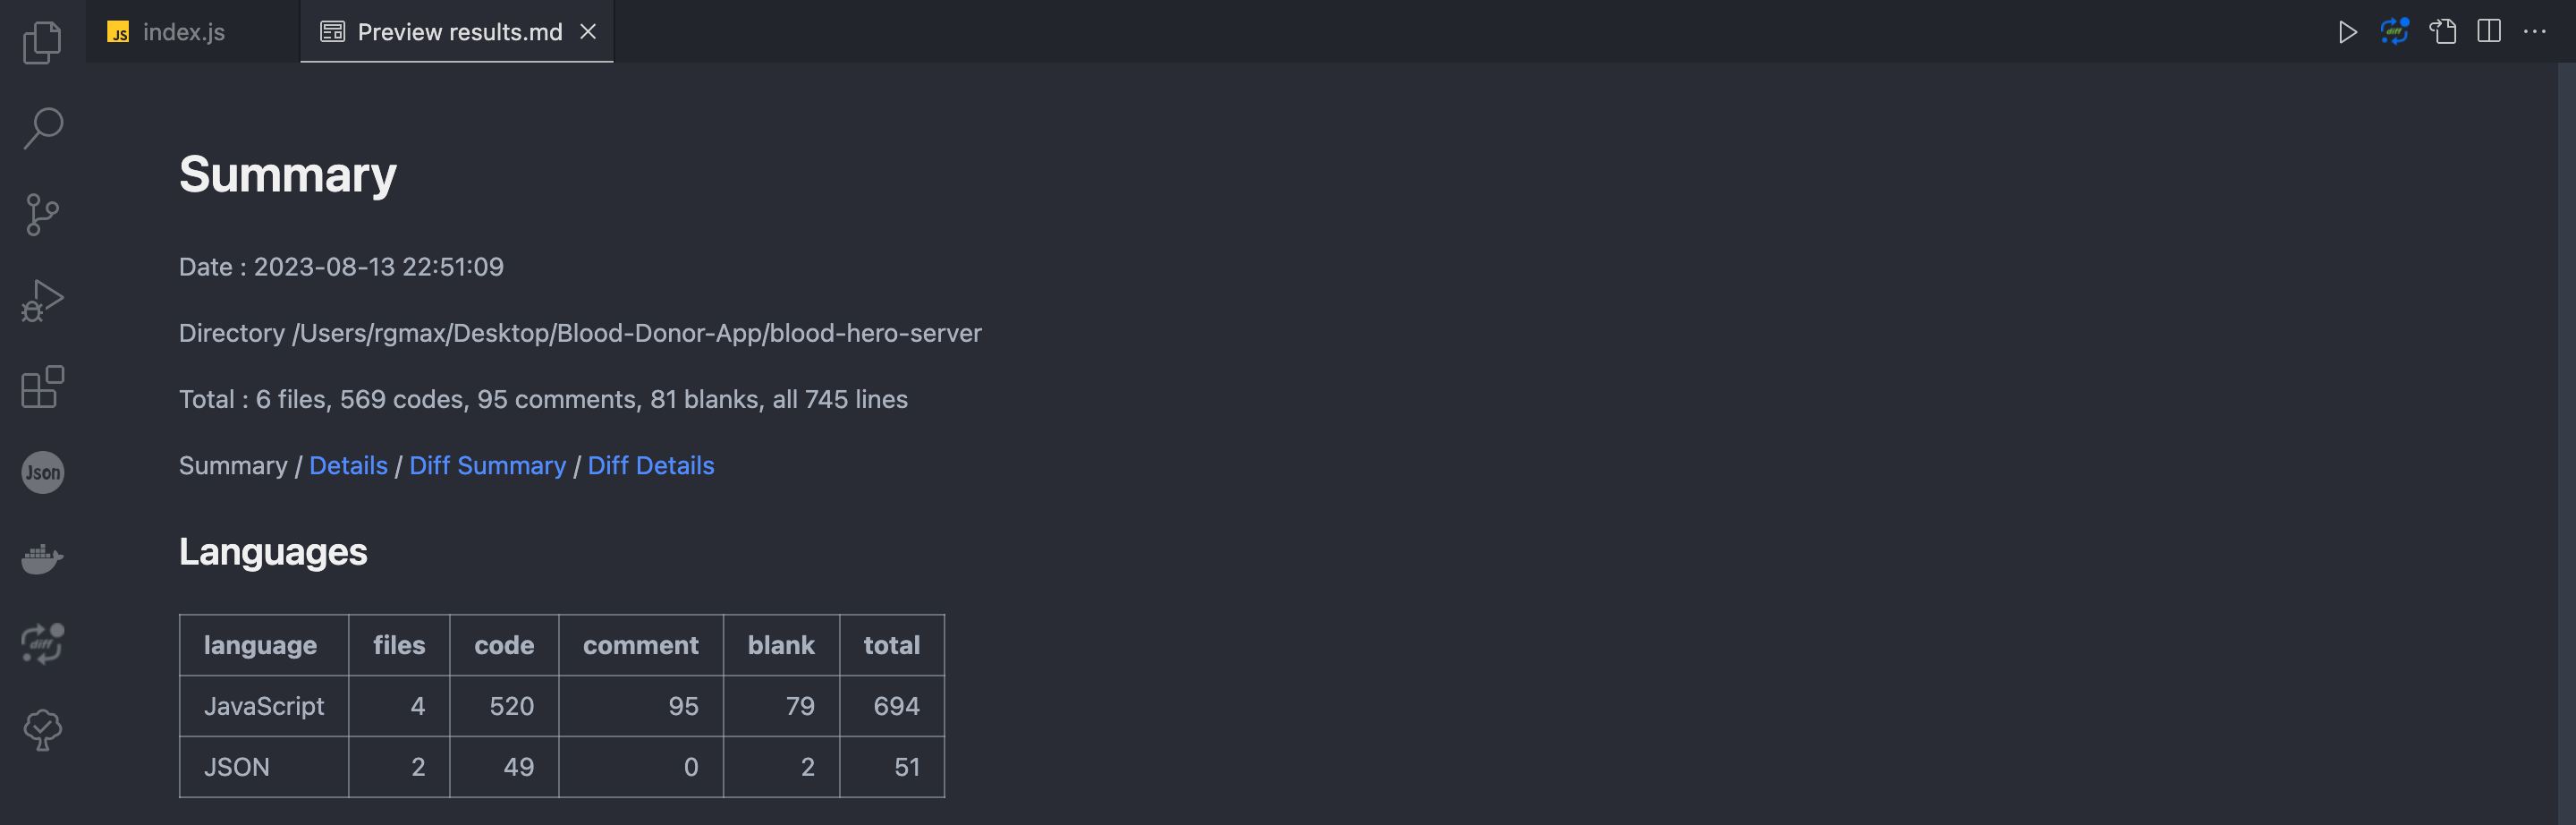 JS index.js
Preview results.md
diff
Summary
Date : 2023-08-13 22:51:09
Directory /Users/rgmax/Desktop/Blood-Donor-App/blood-hero-server
Total : 6 files, 569 codes, 95 comments, 81 blanks, all 745 lines
Summary / Details / Diff Summary / Diff Details
Json
Languages
language files code comment blank total
diff
JavaScript 4 520 95 79 694
JSON 2 49 0 2 51